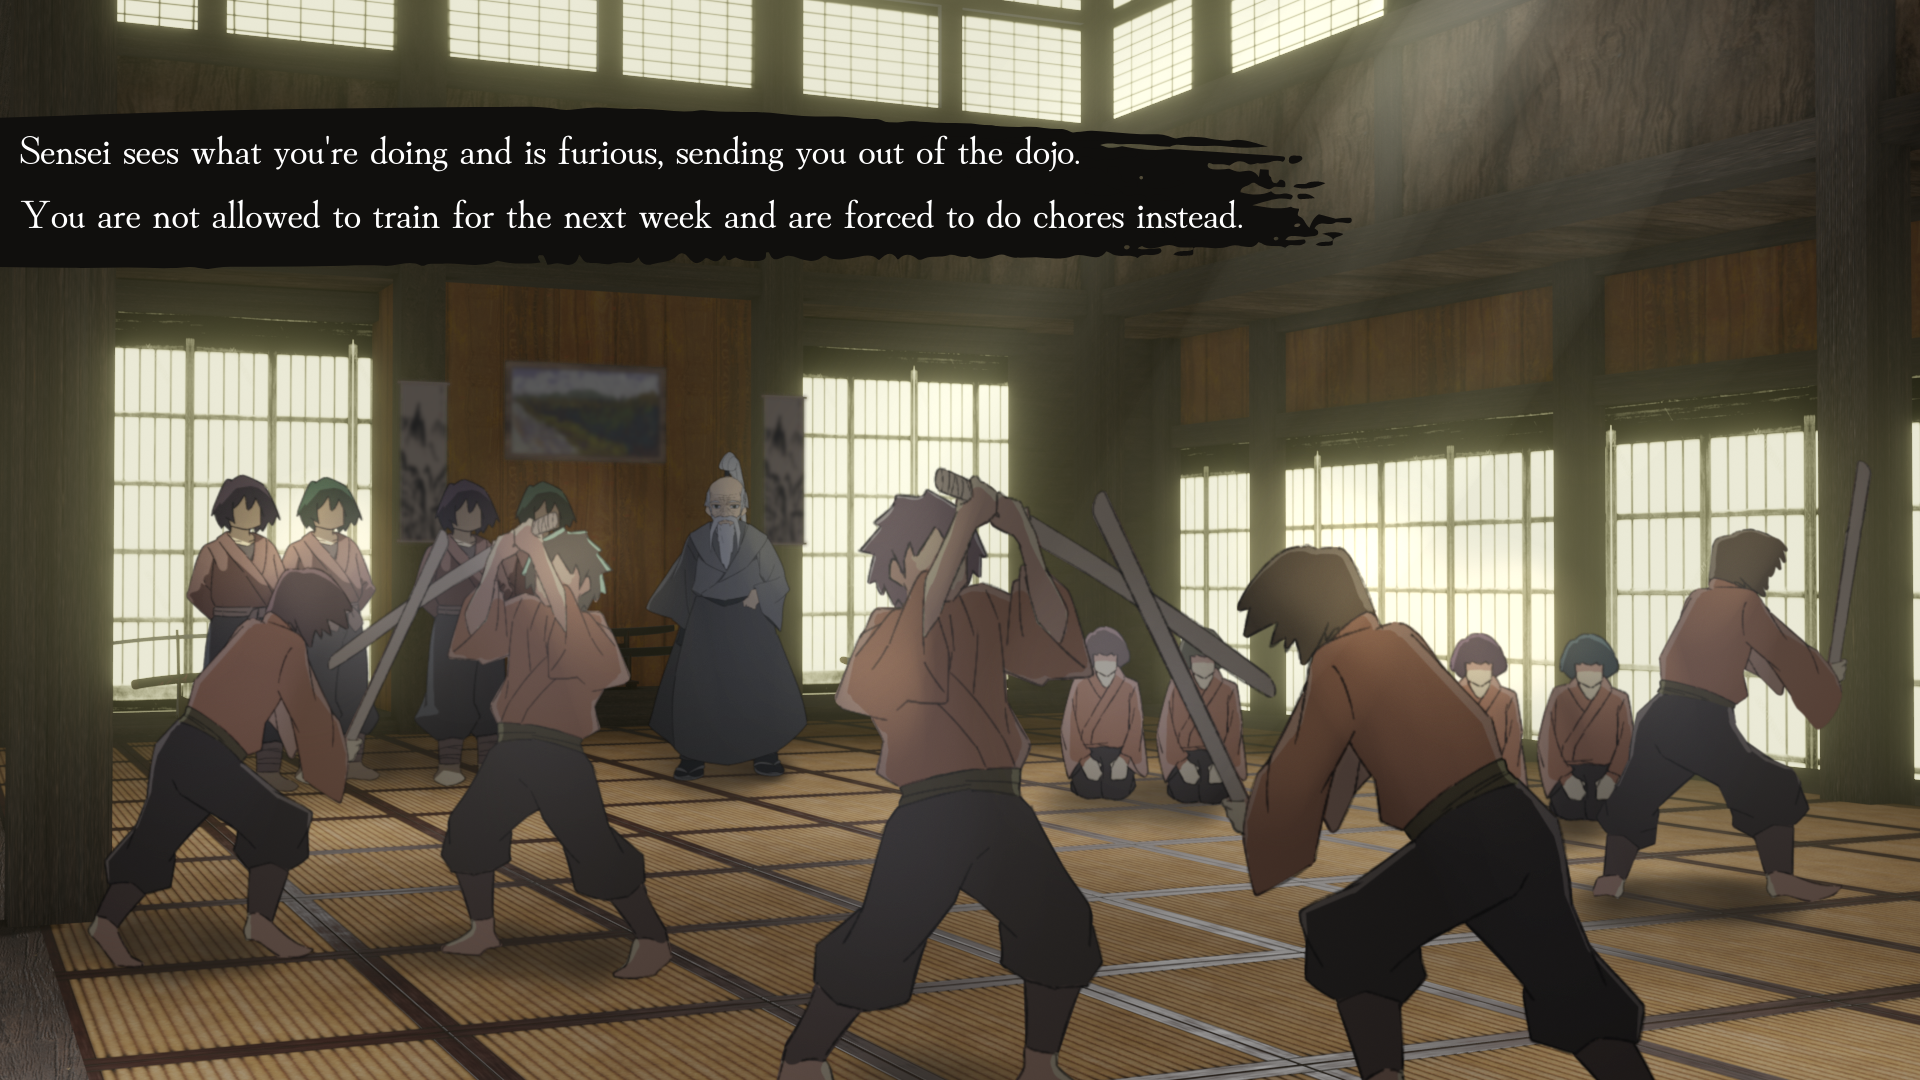 Sensei sees what you're doing and is furious, sending you out of the dojo.
You are not allowed to train for the next week and are forced to do chores instead.